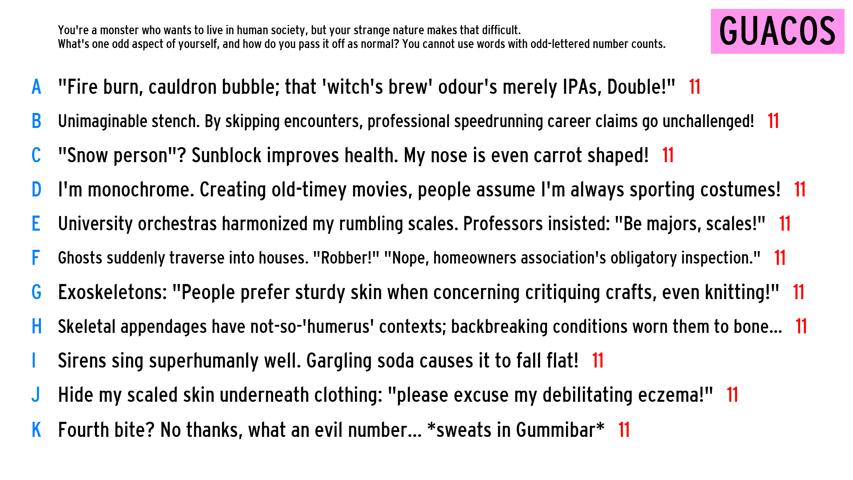 You're a monster who wants to live in human society, but your strange nature makes that difficult.
What's one odd aspect of yourself, and how do you pass it off as normal? You cannot use words with odd-lettered number counts.
GUACOS
A "Fire burn, cauldron bubble; that 'witch's brew' odour's merely IPAs, Double!" 11
B Unimaginable stench. By skipping encounters, professional speedrunning career claims go unchallenged! 11
C "Snow person"? Sunblock improves health. My nose is even carrot shaped! 11
D I'm monochrome. Creating old-timey movies, people assume I'm always sporting costumes! 11
E University orchestras harmonized my rumbling scales. Professors insisted: "Be majors, scales!" 11
F Ghosts suddenly traverse into houses. "Robber!" "Nope, homeowners association's obligatory inspection." 11
G Exoskeletons: "People prefer sturdy skin when concerning critiquing crafts, even knitting!" 11
H Skeletal appendages have not-so-'humerus' contexts; backbreaking conditions worn them to bone... 11
I Sirens sing superhumanly well. Gargling soda causes it to fall flat! 11
J Hide my scaled skin underneath clothing: "please excuse my debilitating eczema!" 11
K Fourth bite? No thanks, what an evil number... *sweats in Gummibar* 11